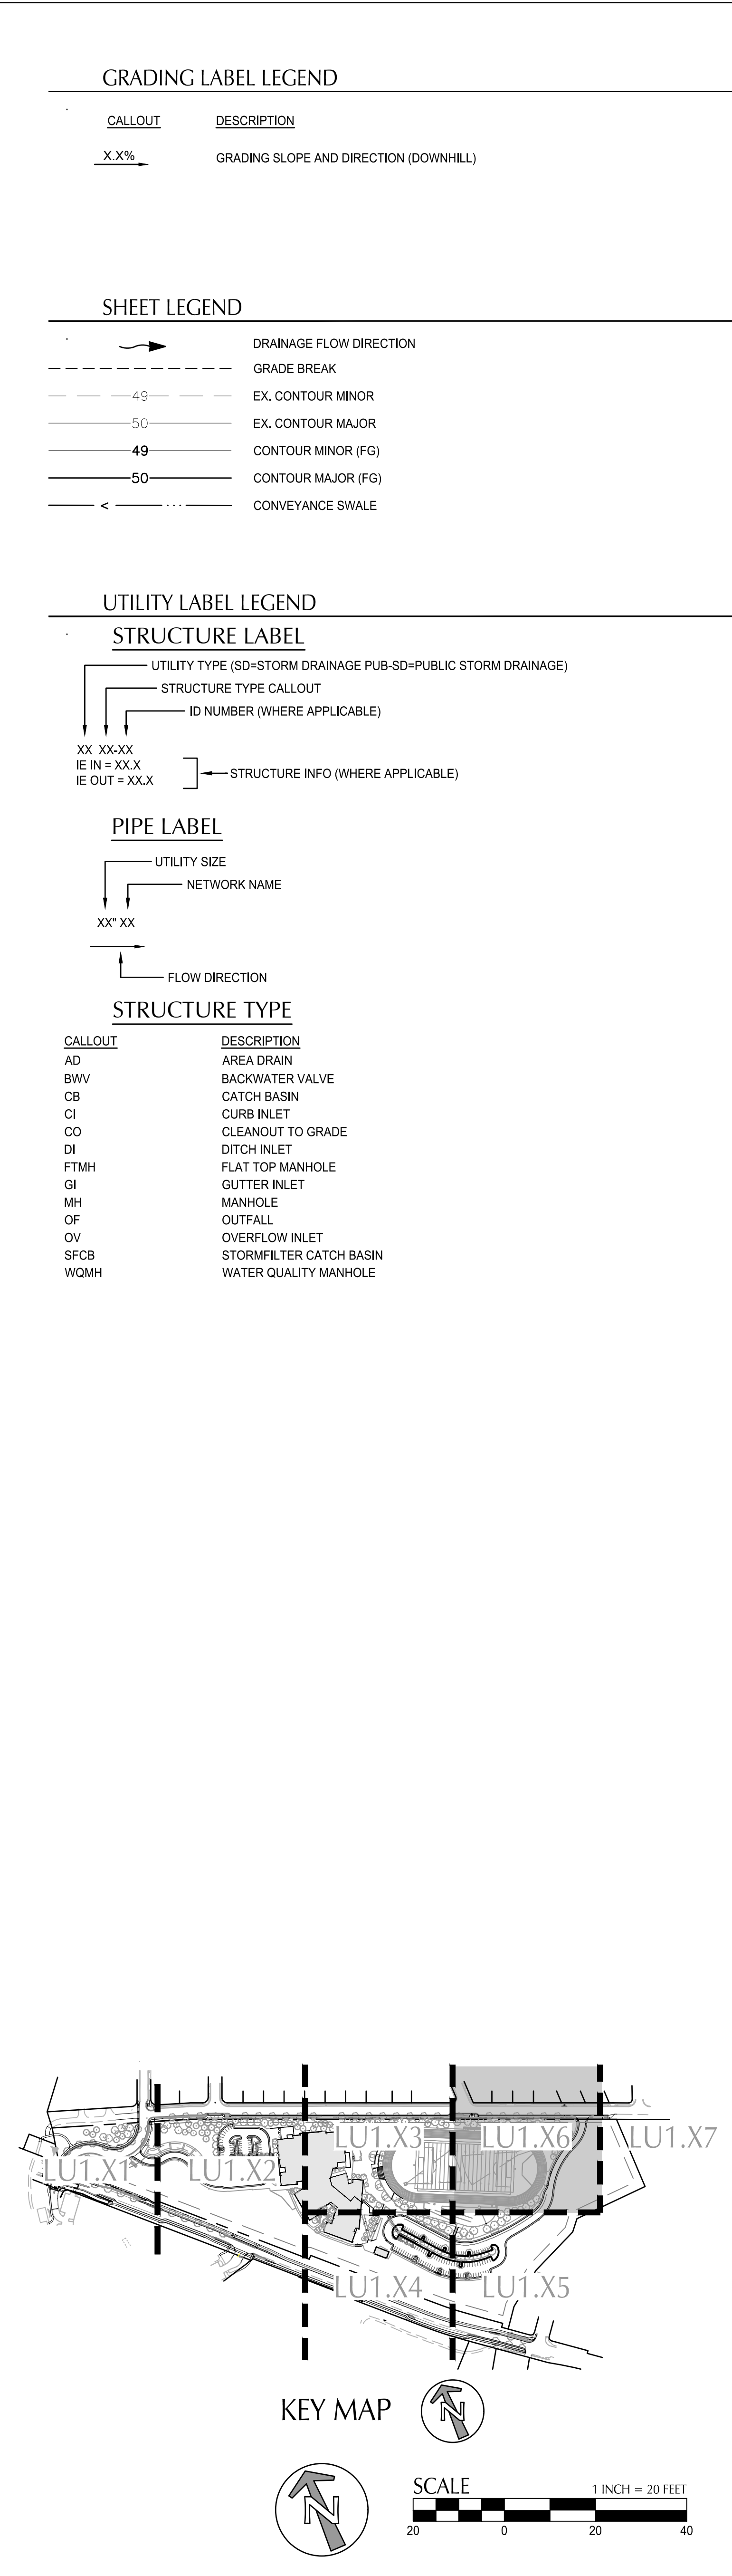 GRADING LABEL LEGEND
CALLOUT DESCRIPTION
X.X% GRADING SLOPE AND DIRECTION (DOWNHILL)
SHEET LEGEND
DRAINAGE FLOW DIRECTION
GRADE BREAK
49 EX. CONTOUR MINOR
50 EX. CONTOUR MAJOR
49 CONTOUR MINOR (FG)
50 CONTOUR MAJOR (FG)
CONVEYANCE SWALE
UTILITY LABEL LEGEND
STRUCTURE LABEL
UTILITY TYPE (SD=STORM DRAINAGE PUB-SD=PUBLIC STORM DRAINAGE)
STRUCTURE TYPE CALLOUT
ID NUMBER (WHERE APPLICABLE)
XX XX-XX
IE IN = XX.X
IE OUT = XX.X
STRUCTURE INFO (WHERE APPLICABLE)
PIPE LABEL
UTILITY SIZE
NETWORK NAME
XX" XX
FLOW DIRECTION
STRUCTURE TYPE
CALLOUT DESCRIPTION
AD AREA DRAIN
BWV BACKWATER VALVE
CB CATCH BASIN
CI CURB INLET
CO CLEANOUT TO GRADE
DI DITCH INLET
FTMH FLAT TOP MANHOLE
GI GUTTER INLET
MH MANHOLE
OF OUTFALL
OV OVERFLOW INLET
SFCB STORMFILTER CATCH BASIN
WQMH WATER QUALITY MANHOLE
LU1.X3 LU1.X6 LU1.X7
LU1.X1 LU1.X2
LU1.X4 LU1.X5
KEY MAP N
N
SCALE 1 INCH = 20 FEET
20 0 20 40